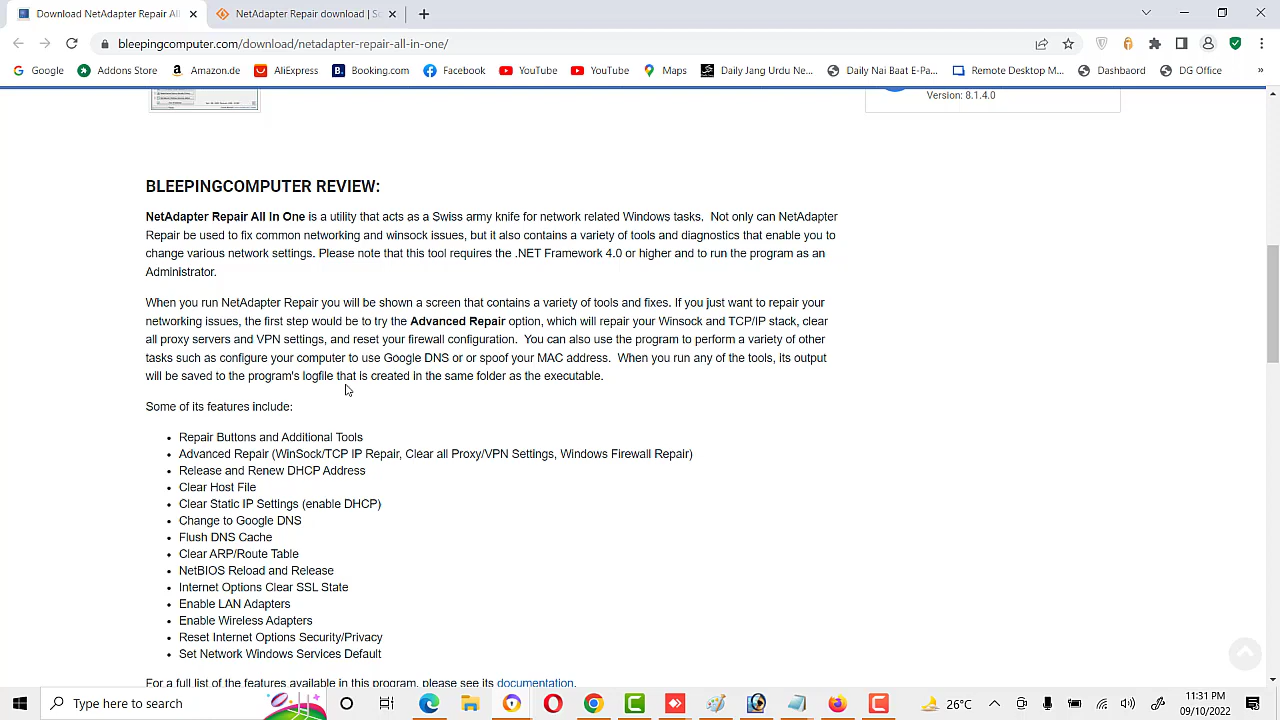 Download NetAdapter Repair All
NetAdapter Repair download | So
bleepingcomputer.com/download/netadapter-repair-all-in-one/
Google Addons Store Amazon.de AliExpress Booking.com Facebook YouTube YouTube Maps Daily Jang Urdu Ne... Daily Nai Baat E-Pa... Remote Desktop M... Dashbaord DG Office »
Version: 8.1.4.0
BLEEPINGCOMPUTER REVIEW:
NetAdapter Repair All In One is a utility that acts as a Swiss army knife for network related Windows tasks. Not only can NetAdapter
Repair be used to fix common networking and winsock issues, but it also contains a variety of tools and diagnostics that enable you to
change various network settings. Please note that this tool requires the .NET Framework 4.0 or higher and to run the program as an
Administrator.
When you run NetAdapter Repair you will be shown a screen that contains a variety of tools and fixes. If you just want to repair your
networking issues, the first step would be to try the Advanced Repair option, which will repair your Winsock and TCP/IP stack, clear
all proxy servers and VPN settings, and reset your firewall configuration. You can also use the program to perform a variety of other
tasks such as configure your computer to use Google DNS or or spoof your MAC address. When you run any of the tools, its output
will be saved to the program's logfile that is created in the same folder as the executable.
Some of its features include:
• Repair Buttons and Additional Tools
• Advanced Repair (WinSock/TCP IP Repair, Clear all Proxy/VPN Settings, Windows Firewall Repair)
• Release and Renew DHCP Address
• Clear Host File
• Clear Static IP Settings (enable DHCP)
• Change to Google DNS
• Flush DNS Cache
• Clear ARP/Route Table
• NetBIOS Reload and Release
• Internet Options Clear SSL State
• Enable LAN Adapters
• Enable Wireless Adapters
• Reset Internet Options Security/Privacy
• Set Network Windows Services Default
For a full list of the features available in this program, please see its documentation.
Type here to search
26°C
11:31 PM
09/10/2022